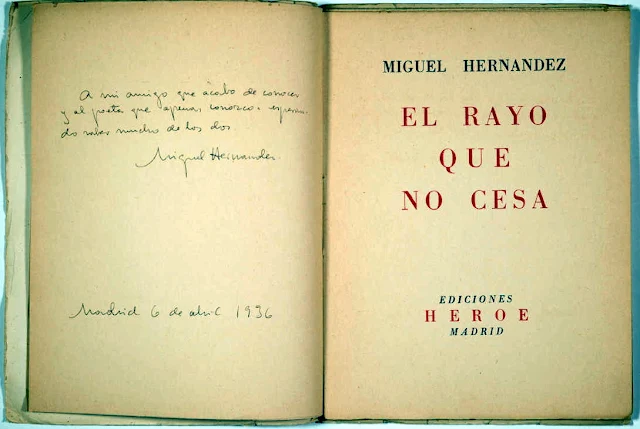 A mi amigo que acabo de conocer
y al poeta que apenas conozco: esperan-
do saber mucho de los dos
Miguel Hernandez.
Madrid 6 de abril 1936
MIGUEL HERNANDEZ
EL RAYO
QUE
NO CESA
EDICIONES
HEROE
MADRID